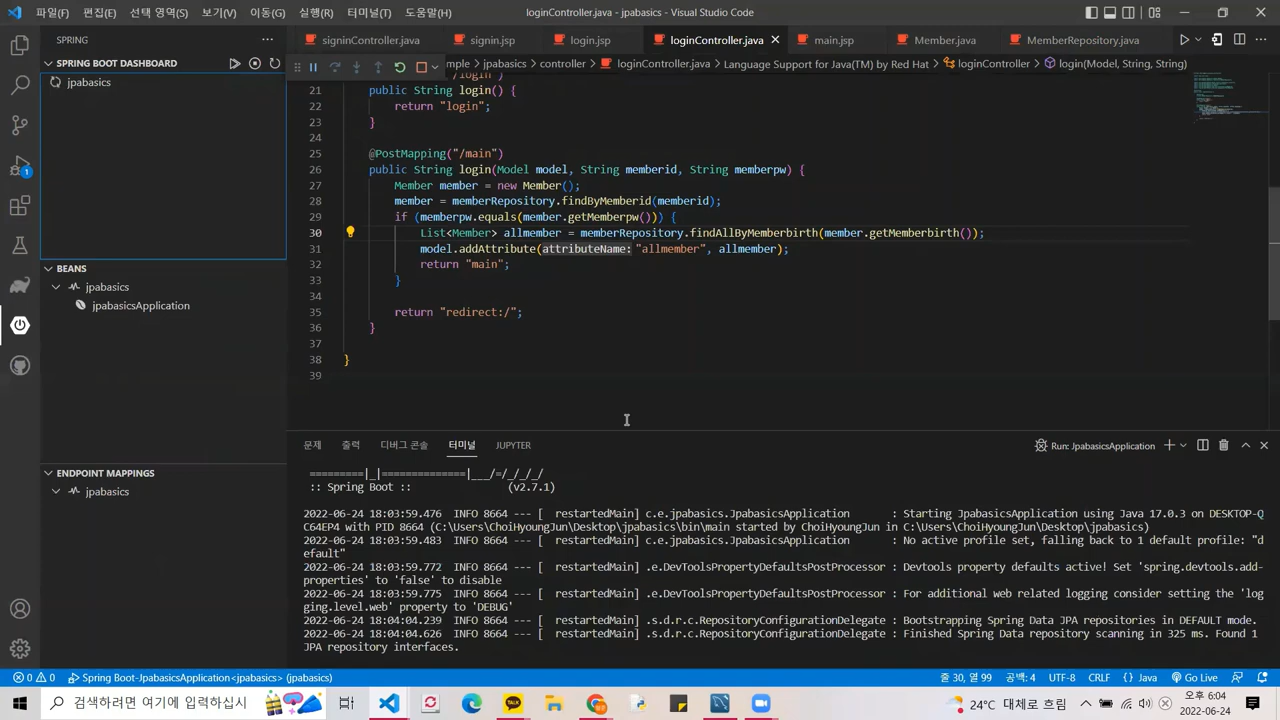 파일(F) 편집(E) 선택 영역(S) 보기(V) 이동(G) 실행(R) 터미널(T) 도움말(H) loginController.java - jpabasics - Visual Studio Code
SPRING
signinController.java signin.jsp login.jsp loginController.java main.jsp Member.java MemberRepository.java
SPRING BOOT DASHBOARD
mple > jpabasics > controller > loginController.java > Language Support for Java(TM) by Red Hat > loginController > login(Model, String, String)
jpabasics
/login
21 public String login() {
22 return "login";
23 }
24
25 @PostMapping("/main")
26 public String login(Model model, String memberid, String memberpw) {
27 Member member = new Member();
28 member = memberRepository.findByMemberid(memberid);
29 if (memberpw.equals(member.getMemberpw())) {
30 List<Member> allmember = memberRepository.findAllByMemberbirth(member.getMemberbirth());
31 model.addAttribute(attributeName: "allmember", allmember);
32 return "main";
33 }
34
35 return "redirect:/";
36 }
37
38 }
39
1
BEANS
jpabasics
jpabasicsApplication
ENDPOINT MAPPINGS
jpabasics
문제 출력 디버그 콘솔 터미널 JUPYTER Run: JpabasicsApplication
=========|_|==============|___/=/_/_/_/
:: Spring Boot :: (v2.7.1)
2022-06-24 18:03:59.476 INFO 8664 --- [ restartedMain] c.e.jpabasics.JpabasicsApplication : Starting JpabasicsApplication using Java 17.0.3 on DESKTOP-Q
C64EP4 with PID 8664 (C:\Users\ChoiHyoungJun\Desktop\jpabasics\bin\main started by ChoiHyoungJun in C:\Users\ChoiHyoungJun\Desktop\jpabasics)
2022-06-24 18:03:59.483 INFO 8664 --- [ restartedMain] c.e.jpabasics.JpabasicsApplication : No active profile set, falling back to 1 default profile: "d
efault"
2022-06-24 18:03:59.772 INFO 8664 --- [ restartedMain] .e.DevToolsPropertyDefaultsPostProcessor : Devtools property defaults active! Set 'spring.devtools.add-
properties' to 'false' to disable
2022-06-24 18:03:59.775 INFO 8664 --- [ restartedMain] .e.DevToolsPropertyDefaultsPostProcessor : For additional web related logging consider setting the 'log
ging.level.web' property to 'DEBUG'
2022-06-24 18:04:04.239 INFO 8664 --- [ restartedMain] .s.d.r.c.RepositoryConfigurationDelegate : Bootstrapping Spring Data JPA repositories in DEFAULT mode.
2022-06-24 18:04:04.626 INFO 8664 --- [ restartedMain] .s.d.r.c.RepositoryConfigurationDelegate : Finished Spring Data repository scanning in 325 ms. Found 1
JPA repository interfaces.
0 0 Spring Boot-JpabasicsApplication<jpabasics> (jpabasics) 줄 30, 열 99 공백: 4 UTF-8 CRLF {} Java Go Live
검색하려면 여기에 입력하십시 TALK 24°C 대체로 흐림 A 오후 6:04
2022-06-24